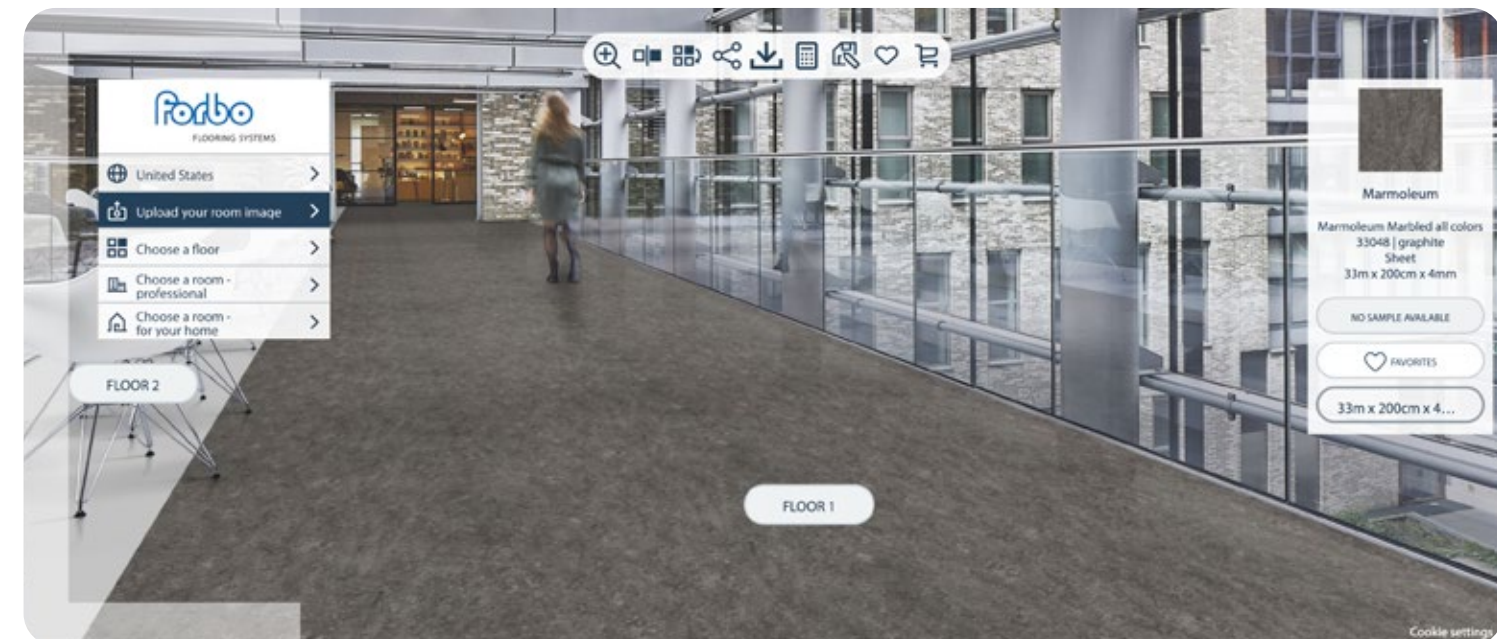 Forbo
FLOORING SYSTEMS
United States
Upload your room image
Choose a floor
Choose a room -
professional
Choose a room -
for your home
FLOOR 2
FLOOR 1
Marmoleum
Marmoleum Marbled all colors
33048 | graphite
Sheet
33m x 200cm x 4mm
NO SAMPLE AVAILABLE
FAVORITES
33m x 200cm x 4...
Cookie settings